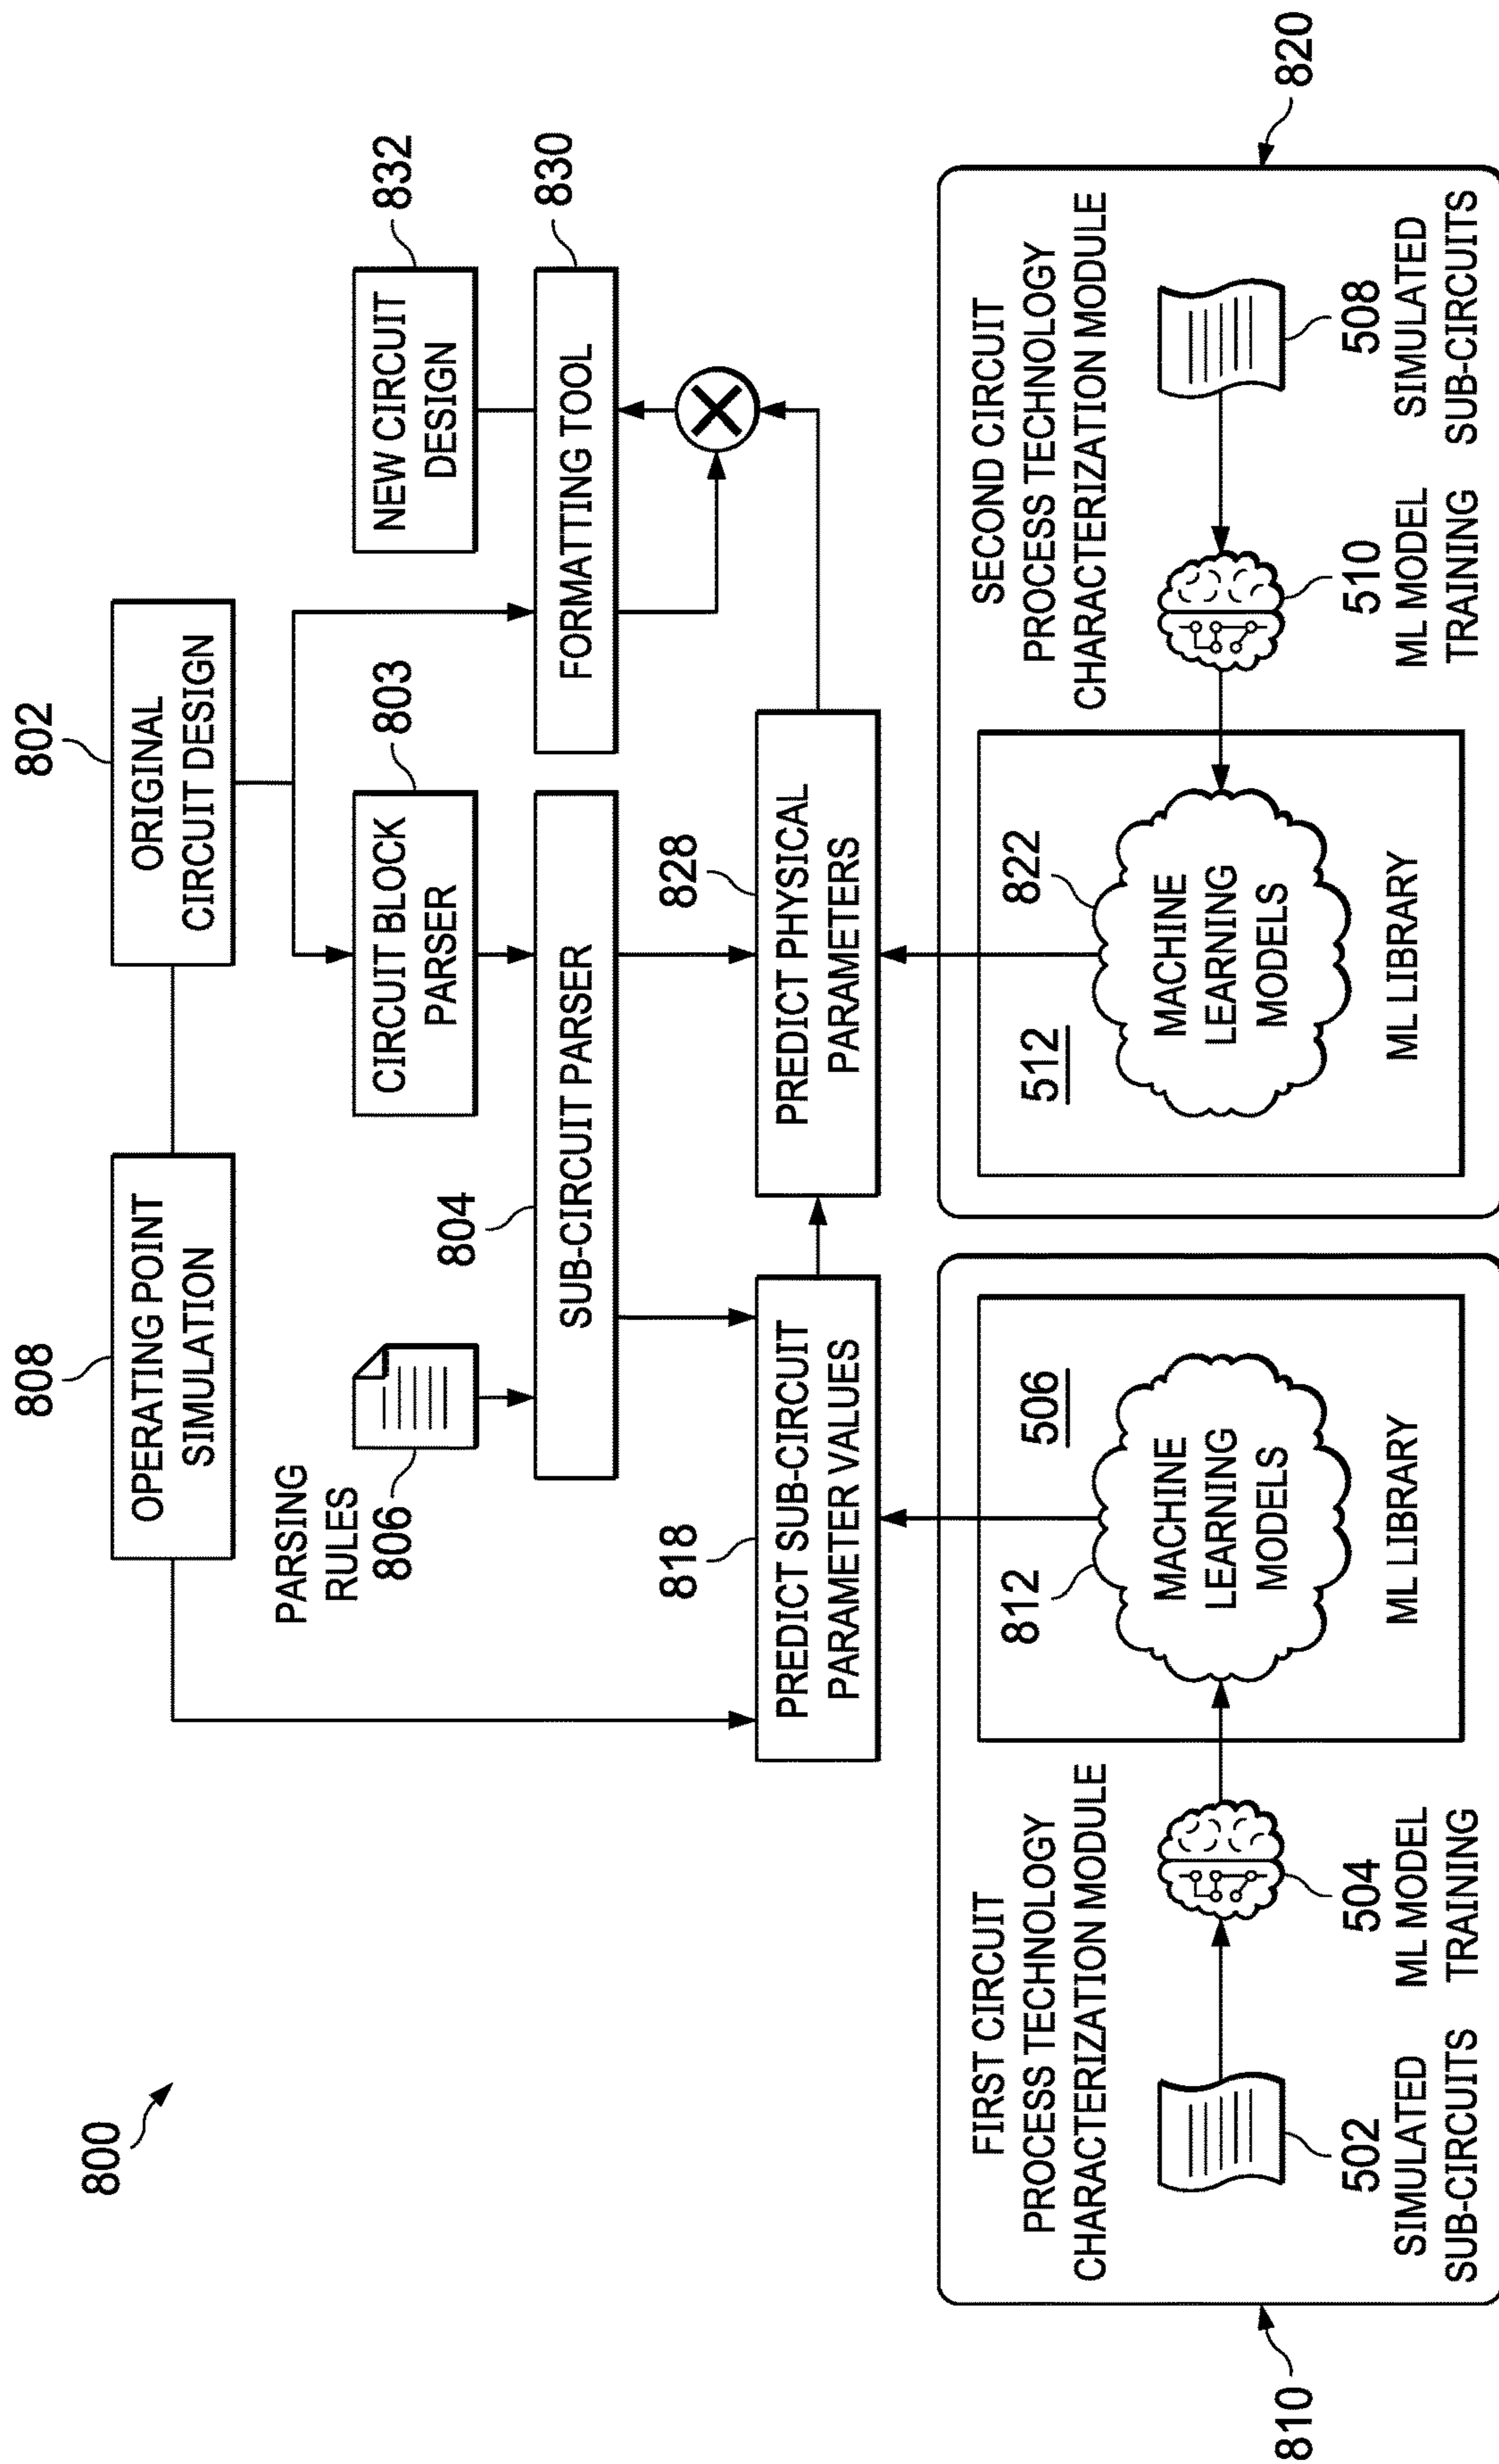 800
802
ORIGINAL
CIRCUIT DESIGN
808
OPERATING POINT
SIMULATION
PARSING
RULES
806
CIRCUIT BLOCK
PARSER
803
NEW CIRCUIT
DESIGN
832
804
SUB-CIRCUIT PARSER
FORMATTING TOOL
830
818
PREDICT SUB-CIRCUIT
PARAMETER VALUES
828
PREDICT PHYSICAL
PARAMETERS
810
FIRST CIRCUIT
PROCESS TECHNOLOGY
CHARACTERIZATION MODULE
502
SIMULATED
SUB-CIRCUITS
504
ML MODEL
TRAINING
812
MACHINE
LEARNING
MODELS
506
ML LIBRARY
820
SECOND CIRCUIT
PROCESS TECHNOLOGY
CHARACTERIZATION MODULE
512
822
MACHINE
LEARNING
MODELS
ML LIBRARY
510
ML MODEL
TRAINING
508
SIMULATED
SUB-CIRCUITS